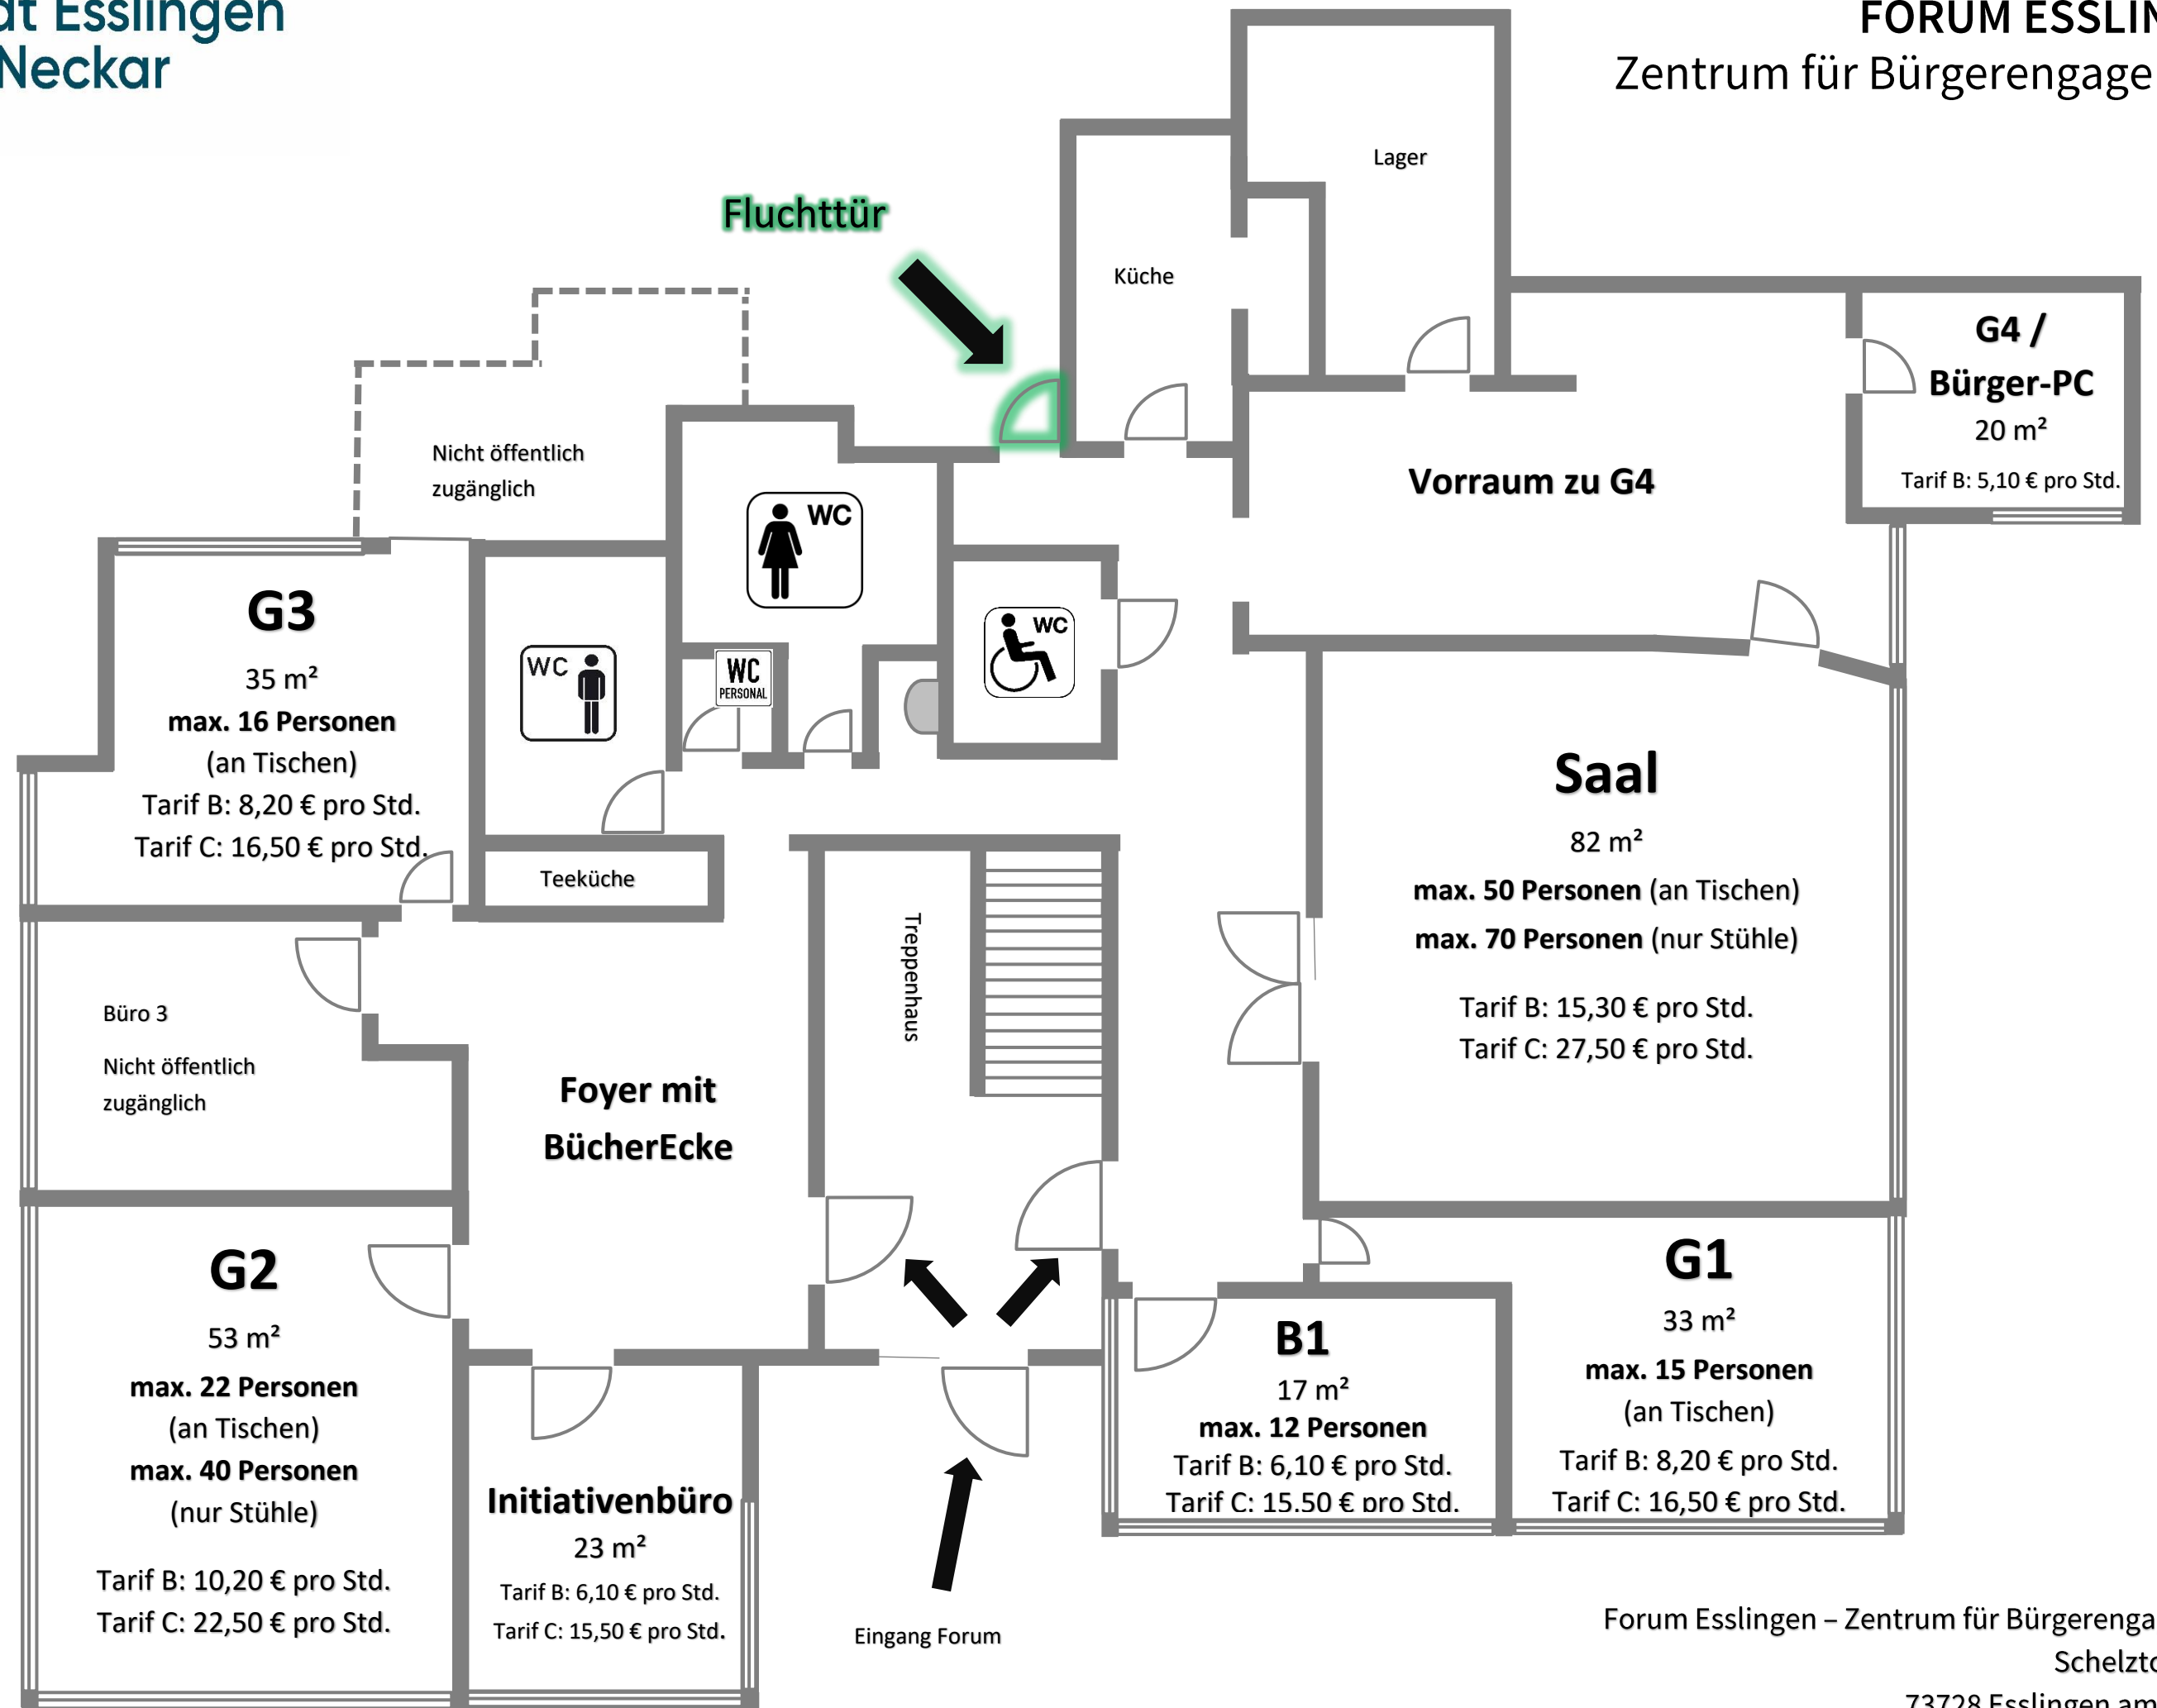 Esslingen
Neckar
FORUM
Zentrum für
Lager
Fluchttür
Küche
G4 /
Bürger-PC
20 m²
Tarif B: 5,10 € pro Std.
Nicht öffentlich
zugänglich
Vorraum zu G4
WC
G3
35 m²
max. 16 Personen
(an Tischen)
Tarif B: 8,20 € pro Std.
Tarif C: 16,50 € pro Std.
WC
WC
PERSONAL
WC
Saal
82 m²
max. 50 Personen (an Tischen)
max. 70 Personen (nur Stühle)
Tarif B: 15,30 € pro Std.
Tarif C: 27,50 € pro Std.
Teeküche
Treppenhaus
Büro 3
Nicht öffentlich
zugänglich
Foyer mit
BücherEcke
G2
53 m²
max. 22 Personen
(an Tischen)
max. 40 Personen
(nur Stühle)
Tarif B: 10,20 € pro Std.
Tarif C: 22,50 € pro Std.
Initiativenbüro
23 m²
Tarif B: 6,10 € pro Std.
Tarif C: 15,50 € pro Std.
Eingang Forum
B1
17 m²
max. 12 Personen
Tarif B: 6,10 € pro Std.
Tarif C: 15.50 € pro Std.
G1
33 m²
max. 15 Personen
(an Tischen)
Tarif B: 8,20 € pro Std.
Tarif C: 16,50 € pro Std.
Forum Esslingen – Zentrum für
73728 Esslingen am